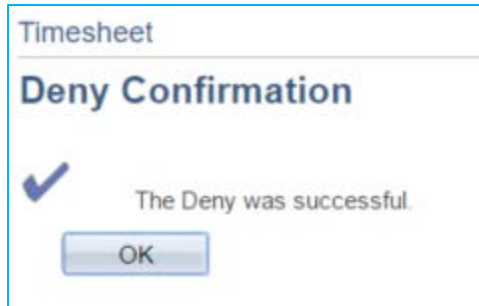 Timesheet
Deny Confirmation
The Deny was successful.
OK